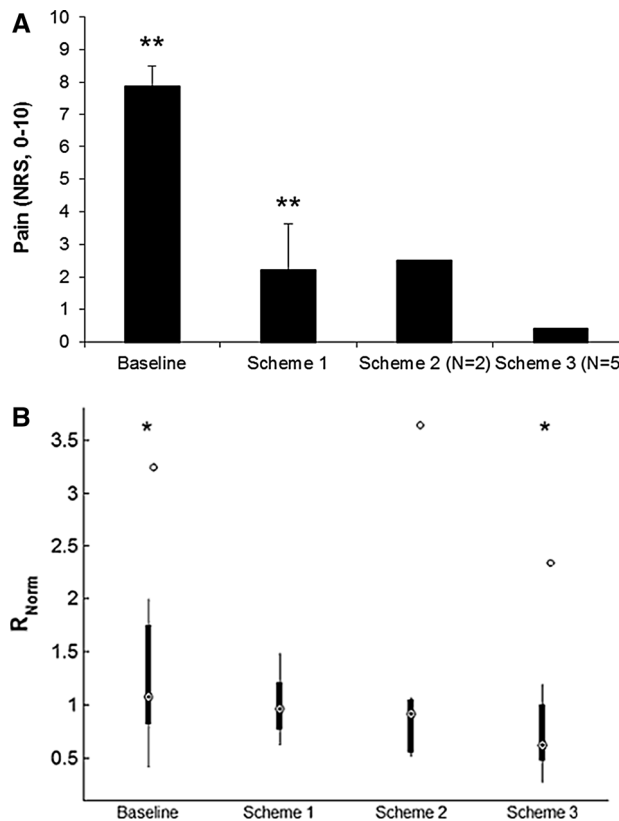 A
Pain (NRS, 0-10)
10
9
8
7
6
5
4
3
2
1
0
**
**
Baseline
Scheme 1
Scheme 2 (N=2)
Scheme 3 (N=5
B
R_Norm
3.5
3
2.5
2
1.5
1
0.5
*
*
Baseline
Scheme 1
Scheme 2
Scheme 3